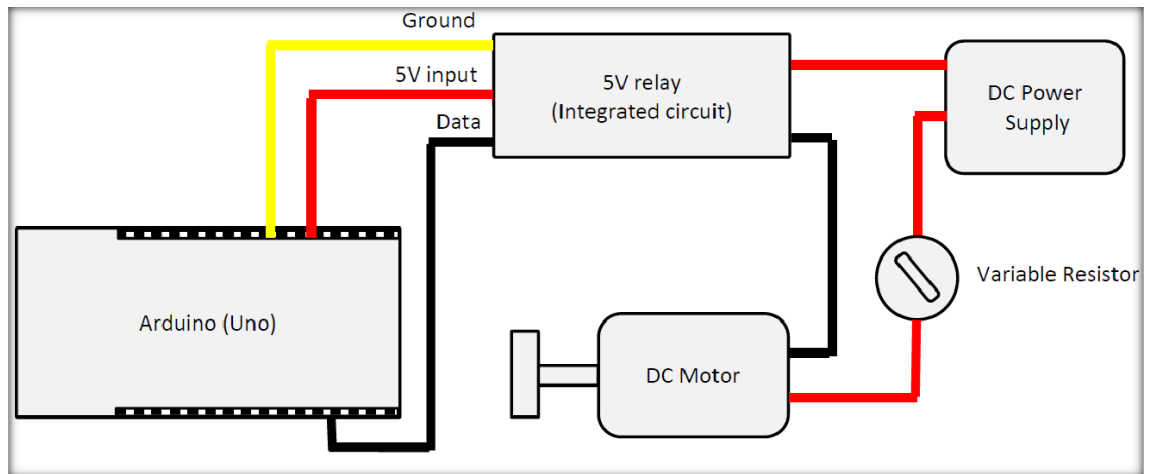 Ground
5V input
Data
5V relay
(Integrated circuit)
DC Power
Supply
Variable Resistor
Arduino (Uno)
DC Motor